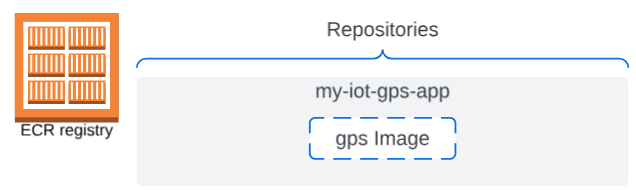 Repositories
my-iot-gps-app
gps Image
ECR registry